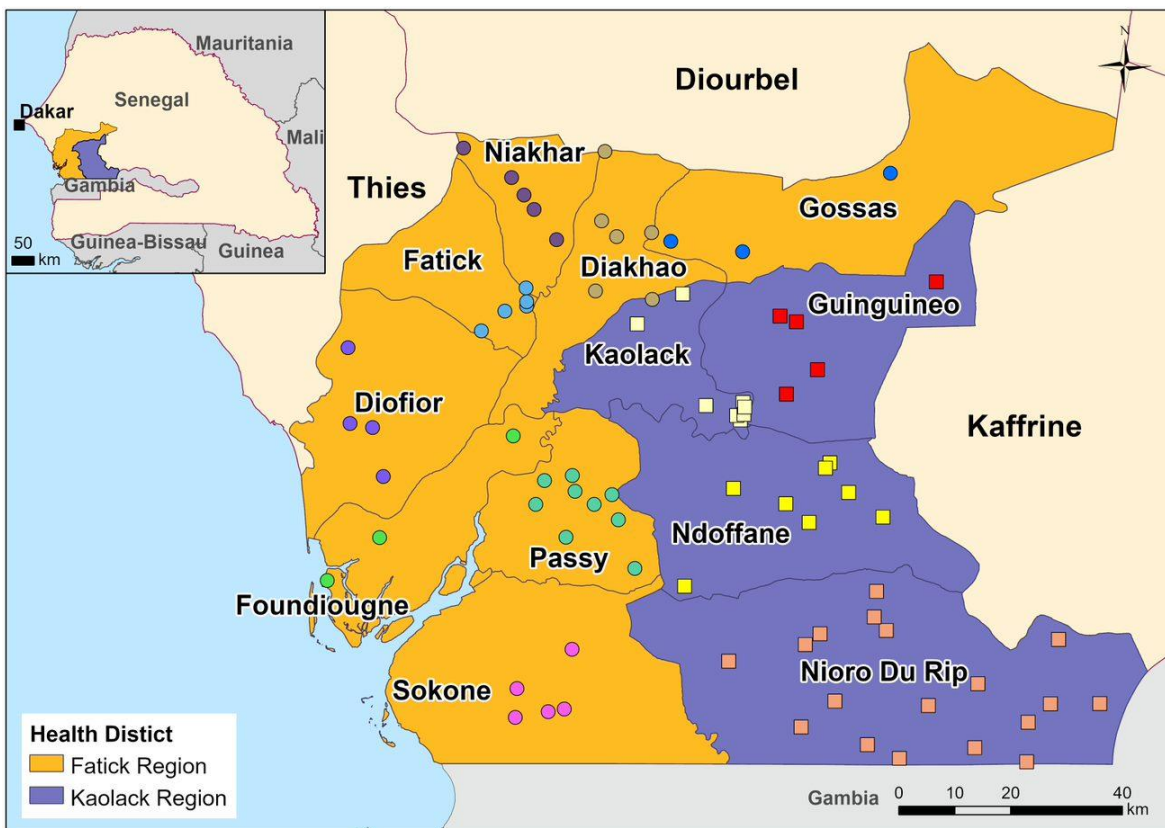 Mauritania
Senegal
Dakar
Mali
Gambia
Guinea-Bissau
Guinea
50
km
N
Diourbel
Niakhar
Thies
Gossas
Fatick
Diakhao
Guinguineo
Kaolack
Diofior
Kaffrine
Ndoffane
Passy
Foundiougne
Nioro Du Rip
Sokone
Health Distict
Fatick Region
Kaolack Region
Gambia
0 10 20 40
km